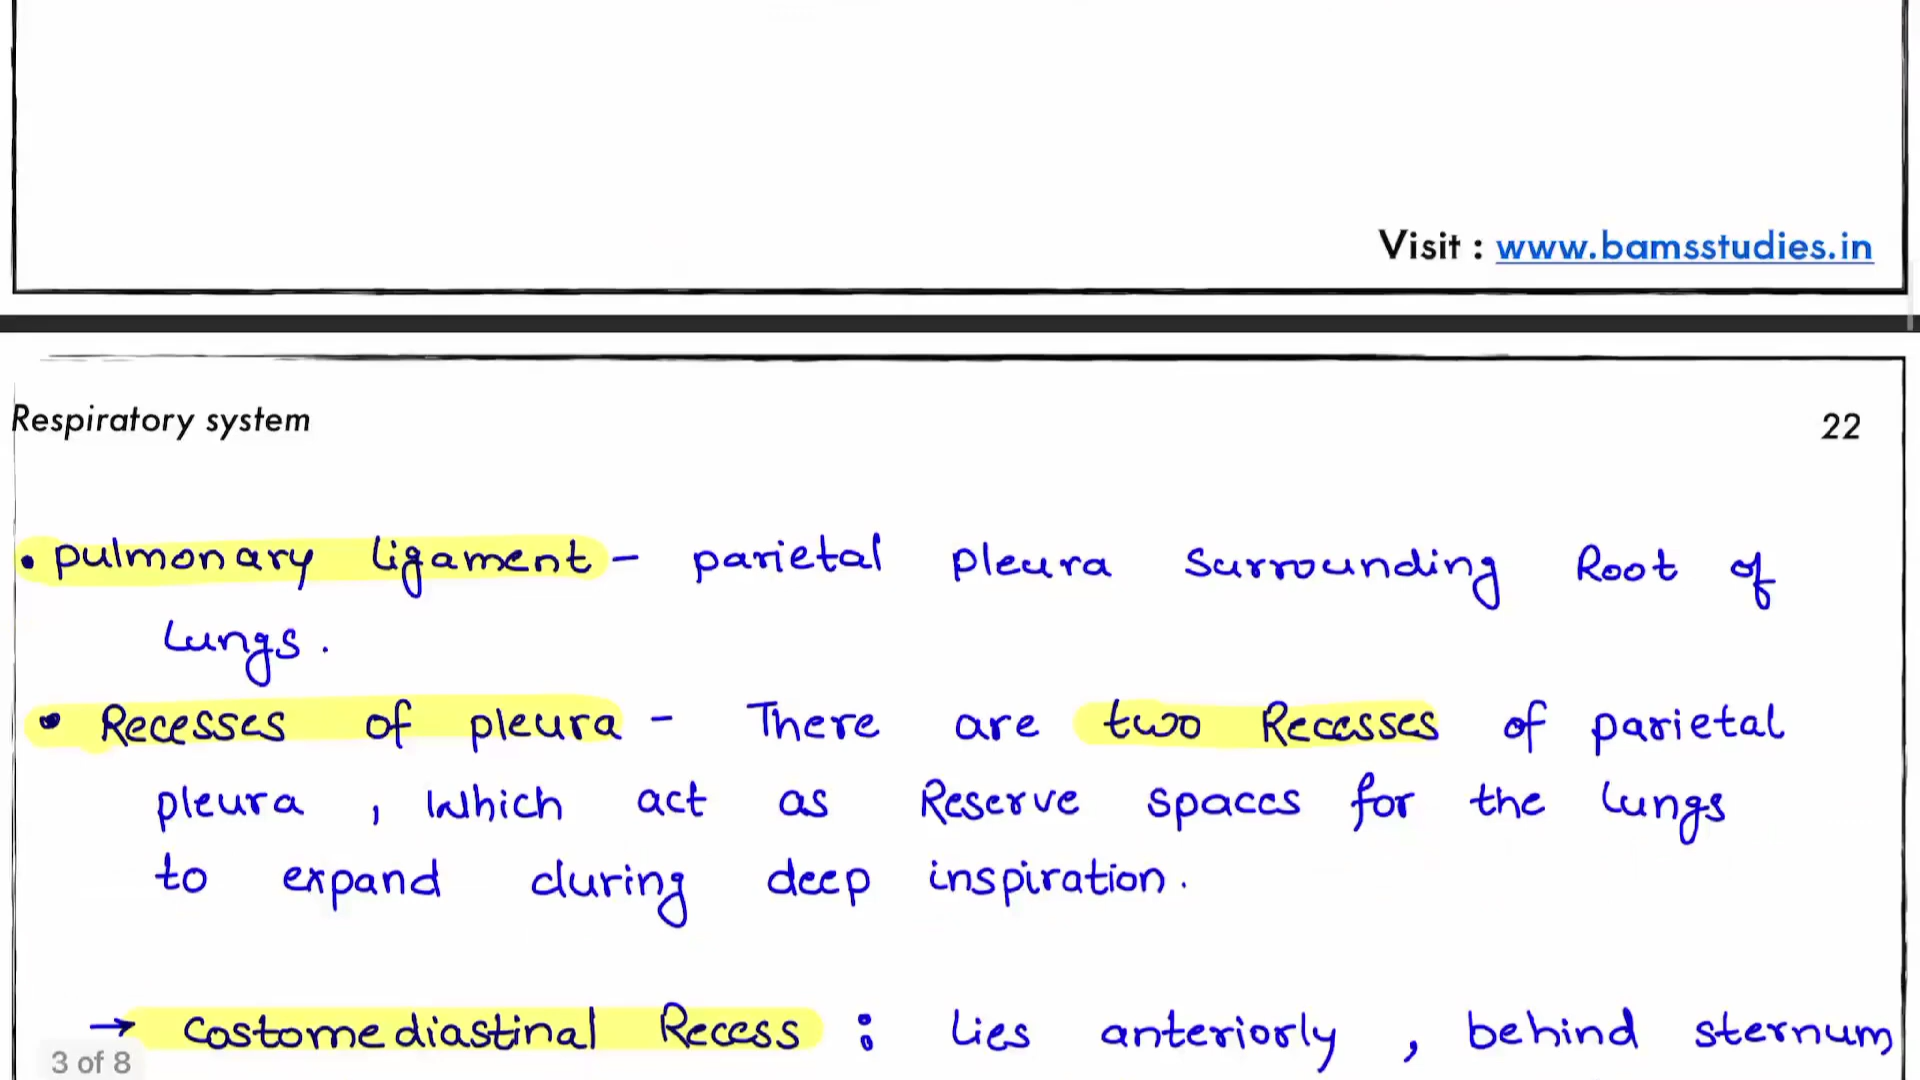 Visit : www.bamsstudies.in
Respiratory system
22
• pulmonary ligament – parietal pleura surrounding Root of
lungs.
• Recesses of pleura – There are two Recesses of parietal
pleura , which act as Reserve spaces for the lungs
to expand during deep inspiration.
→ Costomediastinal Recess : lies anteriorly , behind sternum
3 of 8